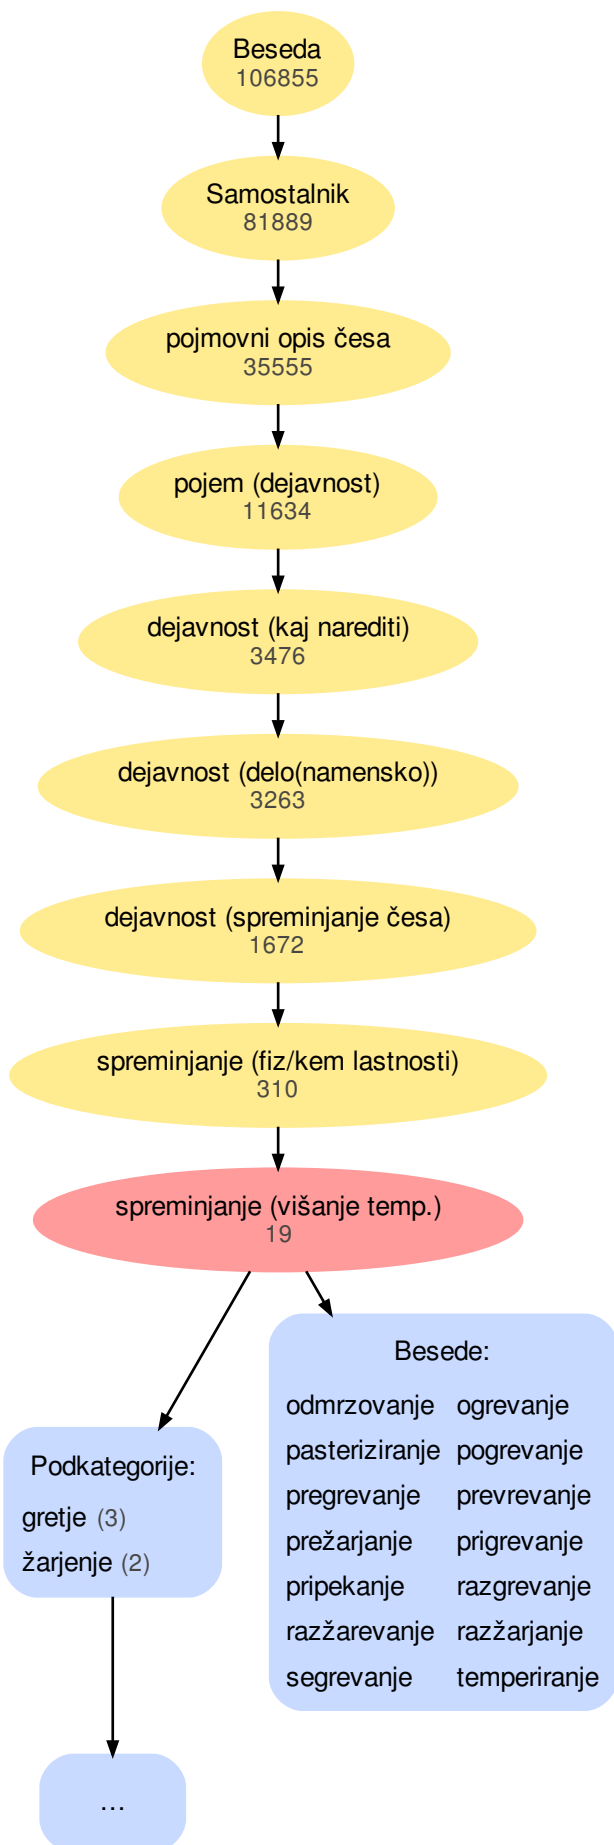 Beseda
106855
Samostalnik
81889
pojmovni opis česa
35555
pojem (dejavnost)
11634
dejavnost (kaj narediti)
3476
dejavnost (delo(namensko))
3263
dejavnost (spreminjanje česa)
1672
spreminjanje (fiz/kem lastnosti)
310
spreminjanje (višanje temp.)
19
Besede:
odmrzovanje ogrevanje
pasteriziranje pogrevanje
pregrevanje prevrevanje
prežarjanje prigrevanje
pripekanje razgrevanje
razžarevanje razžarjanje
segrevanje temperiranje
Podkategorije:
gretje (3)
žarjenje (2)
...